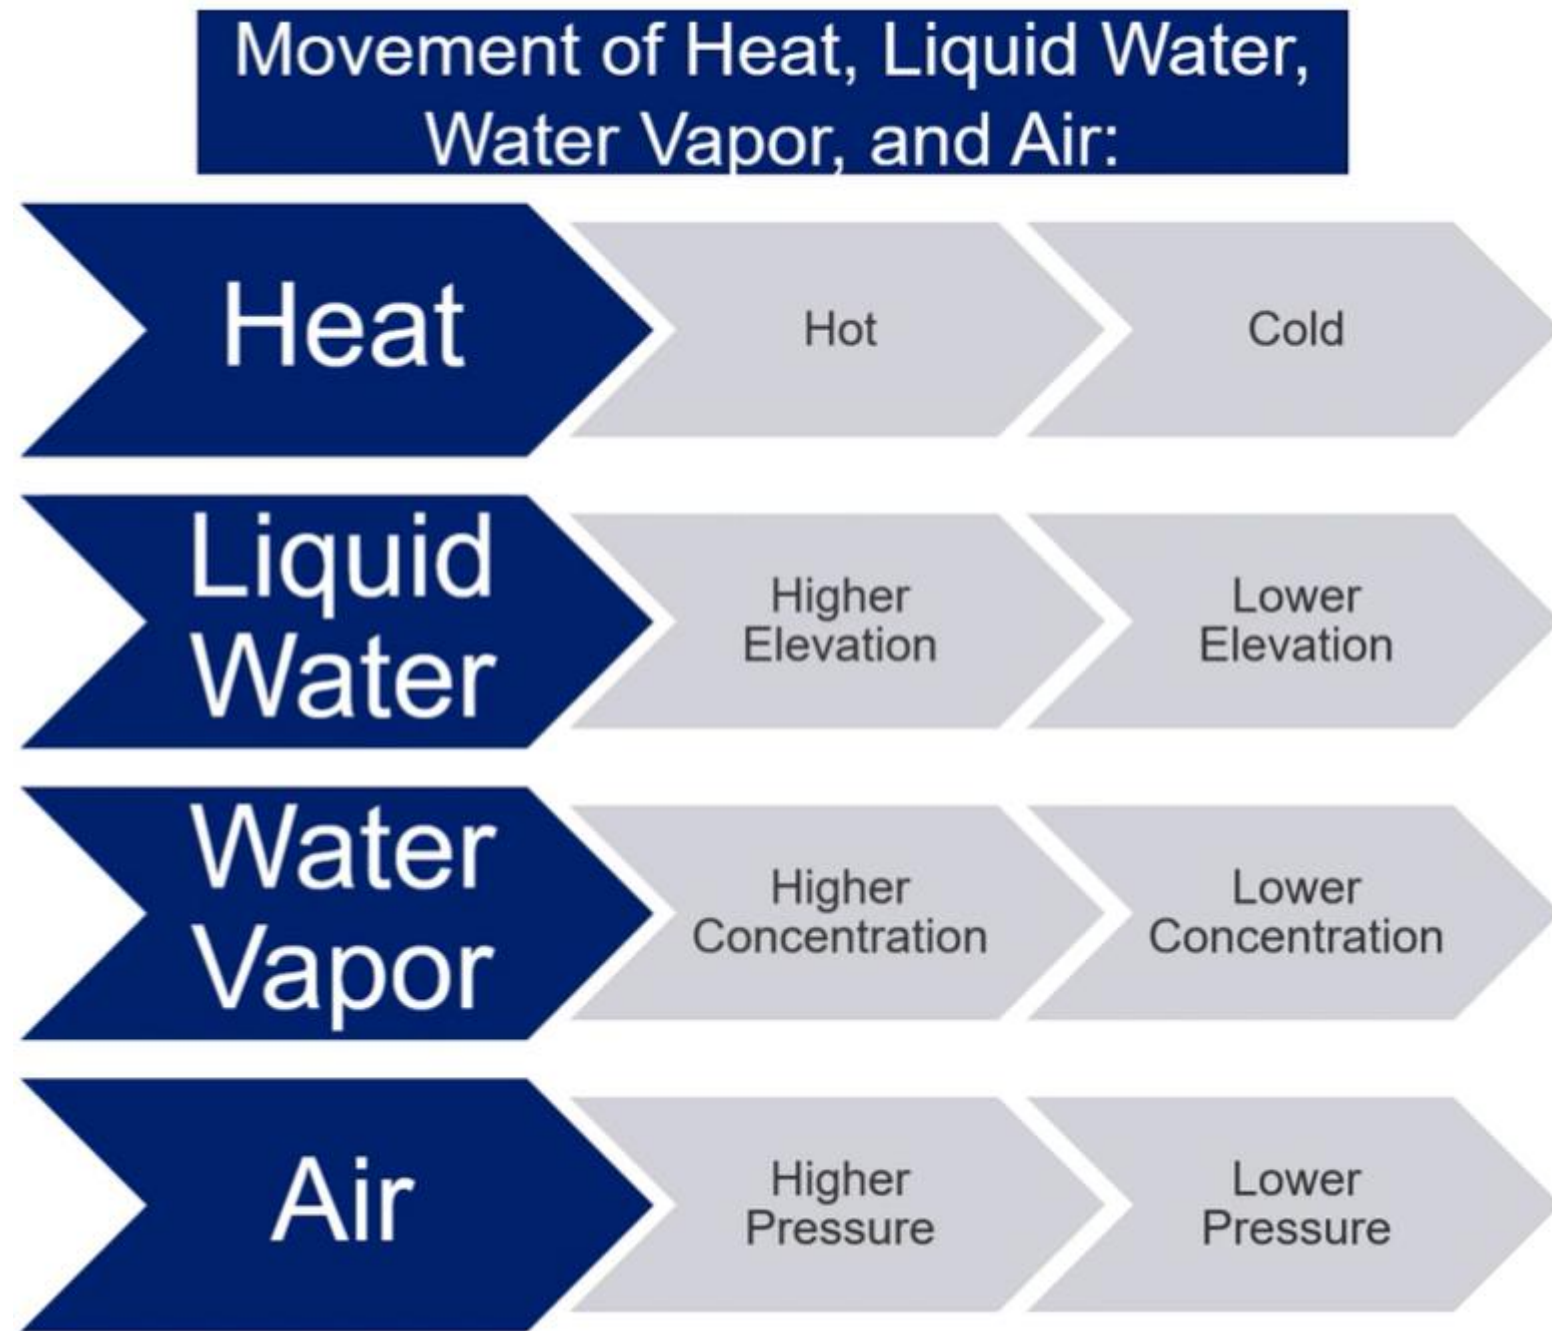 Movement of Heat, Liquid Water,
Water Vapor, and Air:
Heat
Hot
Cold
Liquid
Water
Higher
Elevation
Lower
Elevation
Water
Vapor
Higher
Concentration
Lower
Concentration
Air
Higher
Pressure
Lower
Pressure